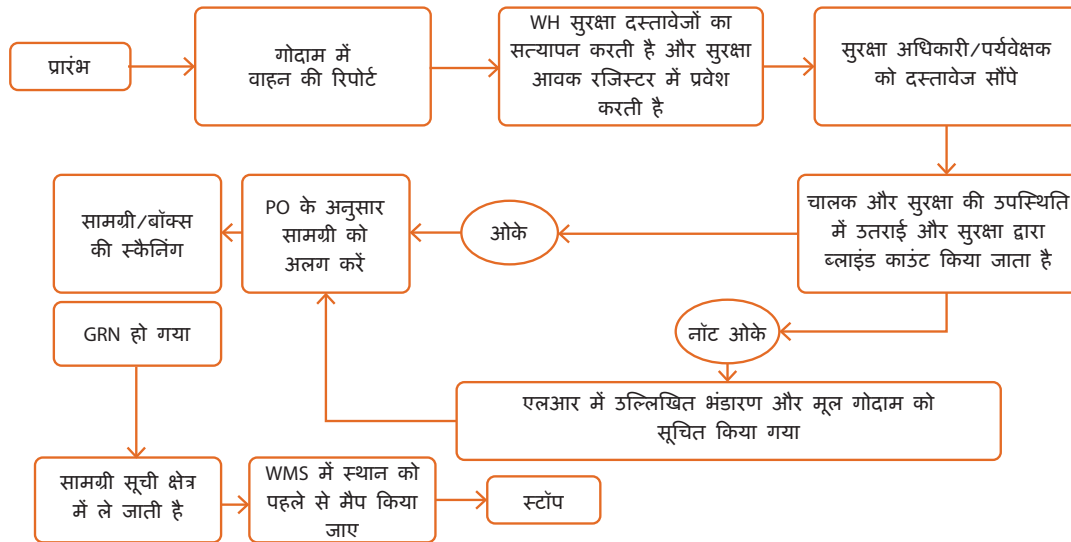 प्रारंभ
गोदाम में
वाहन की रिपोर्ट
WH सुरक्षा दस्तावेजों का
सत्यापन करती है और सुरक्षा
आवक रजिस्टर में प्रवेश
करती है
सुरक्षा अधिकारी/पर्यवेक्षक
को दस्तावेज सौंपे
चालक और सुरक्षा की उपस्थिति
में उतराई और सुरक्षा द्वारा
ब्लाइंड काउंट किया जाता है
ओके
PO के अनुसार
सामग्री को
अलग करें
सामग्री/बॉक्स
की स्कैनिंग
नॉट ओके
एलआर में उल्लिखित भंडारण और मूल गोदाम को
सूचित किया गया
GRN हो गया
सामग्री सूची क्षेत्र
में ले जाती है
WMS में स्थान को
पहले से मैप किया
जाए
स्टॉप